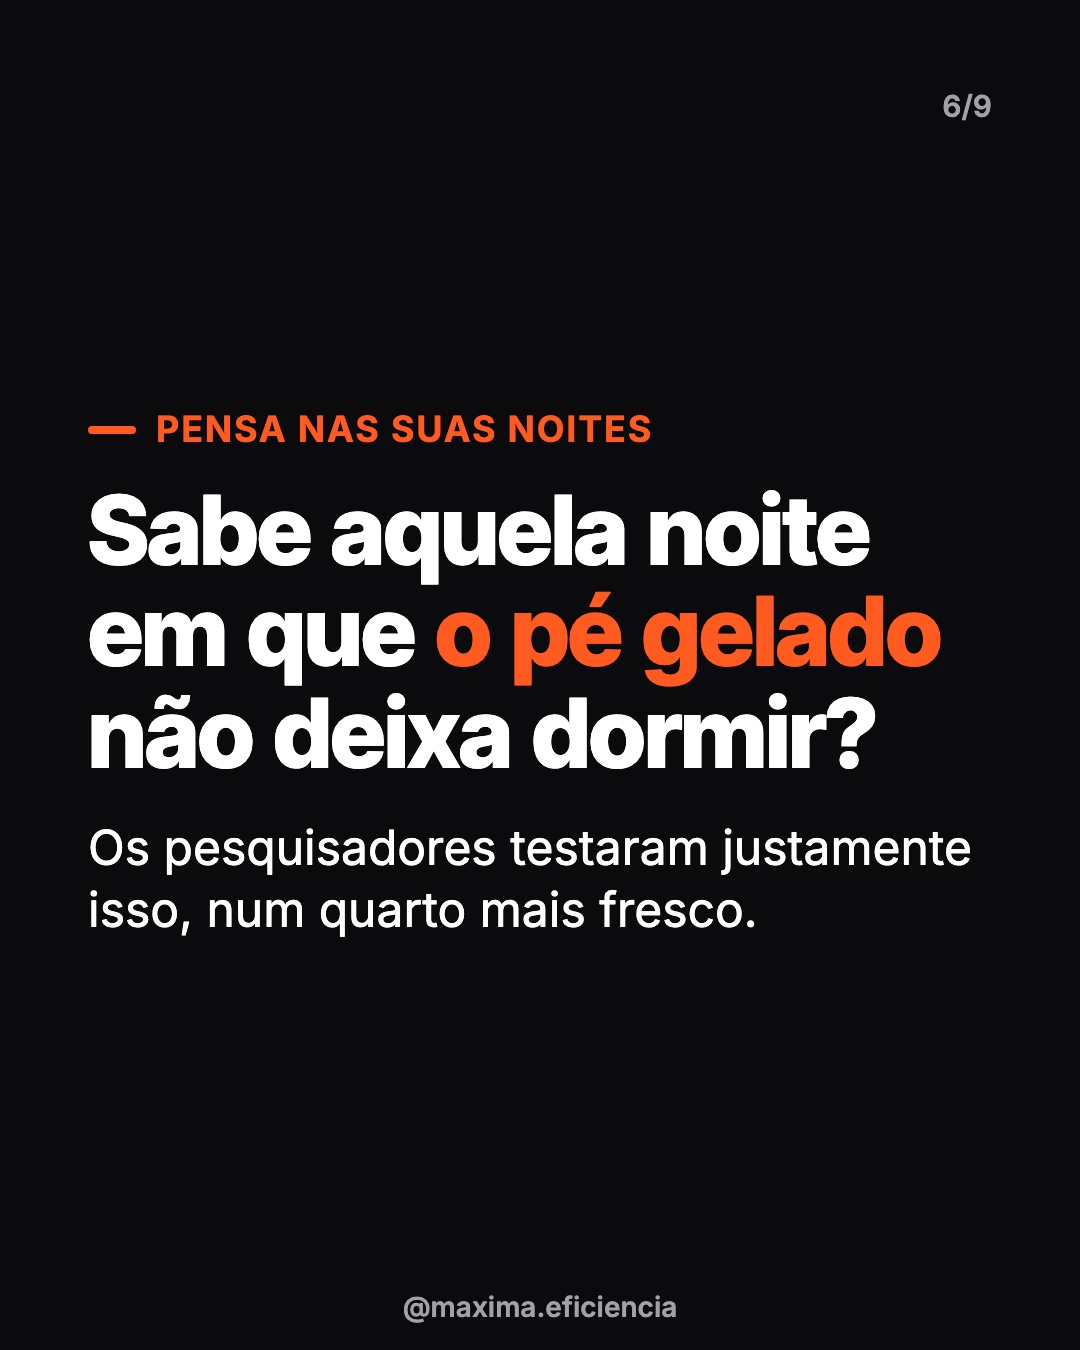 6/9
PENSA NAS SUAS NOITES
Sabe aquela noite
em que o pé gelado
não deixa dormir?
Os pesquisadores testaram justamente
isso, num quarto mais fresco.
@maxima.eficiencia